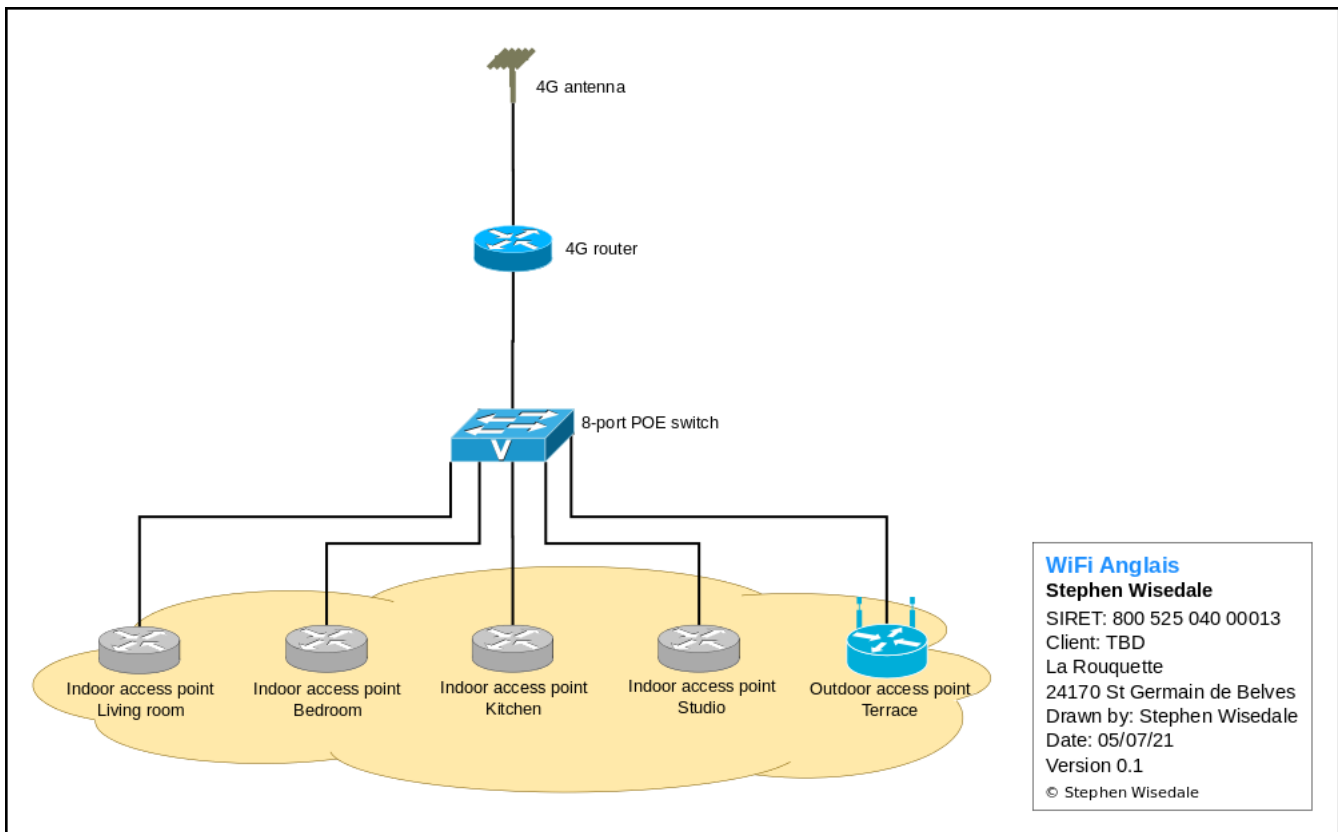 4G antenna
4G router
8-port POE switch
V
Indoor access point
Living room
Indoor access point
Bedroom
Indoor access point
Kitchen
Indoor access point
Studio
Outdoor access point
Terrace
WiFi Anglais
Stephen Wisedale
SIRET: 800 525 040 00013
Client: TBD
La Rouquette
24170 St Germain de Belves
Drawn by: Stephen Wisedale
Date: 05/07/21
Version 0.1
© Stephen Wisedale